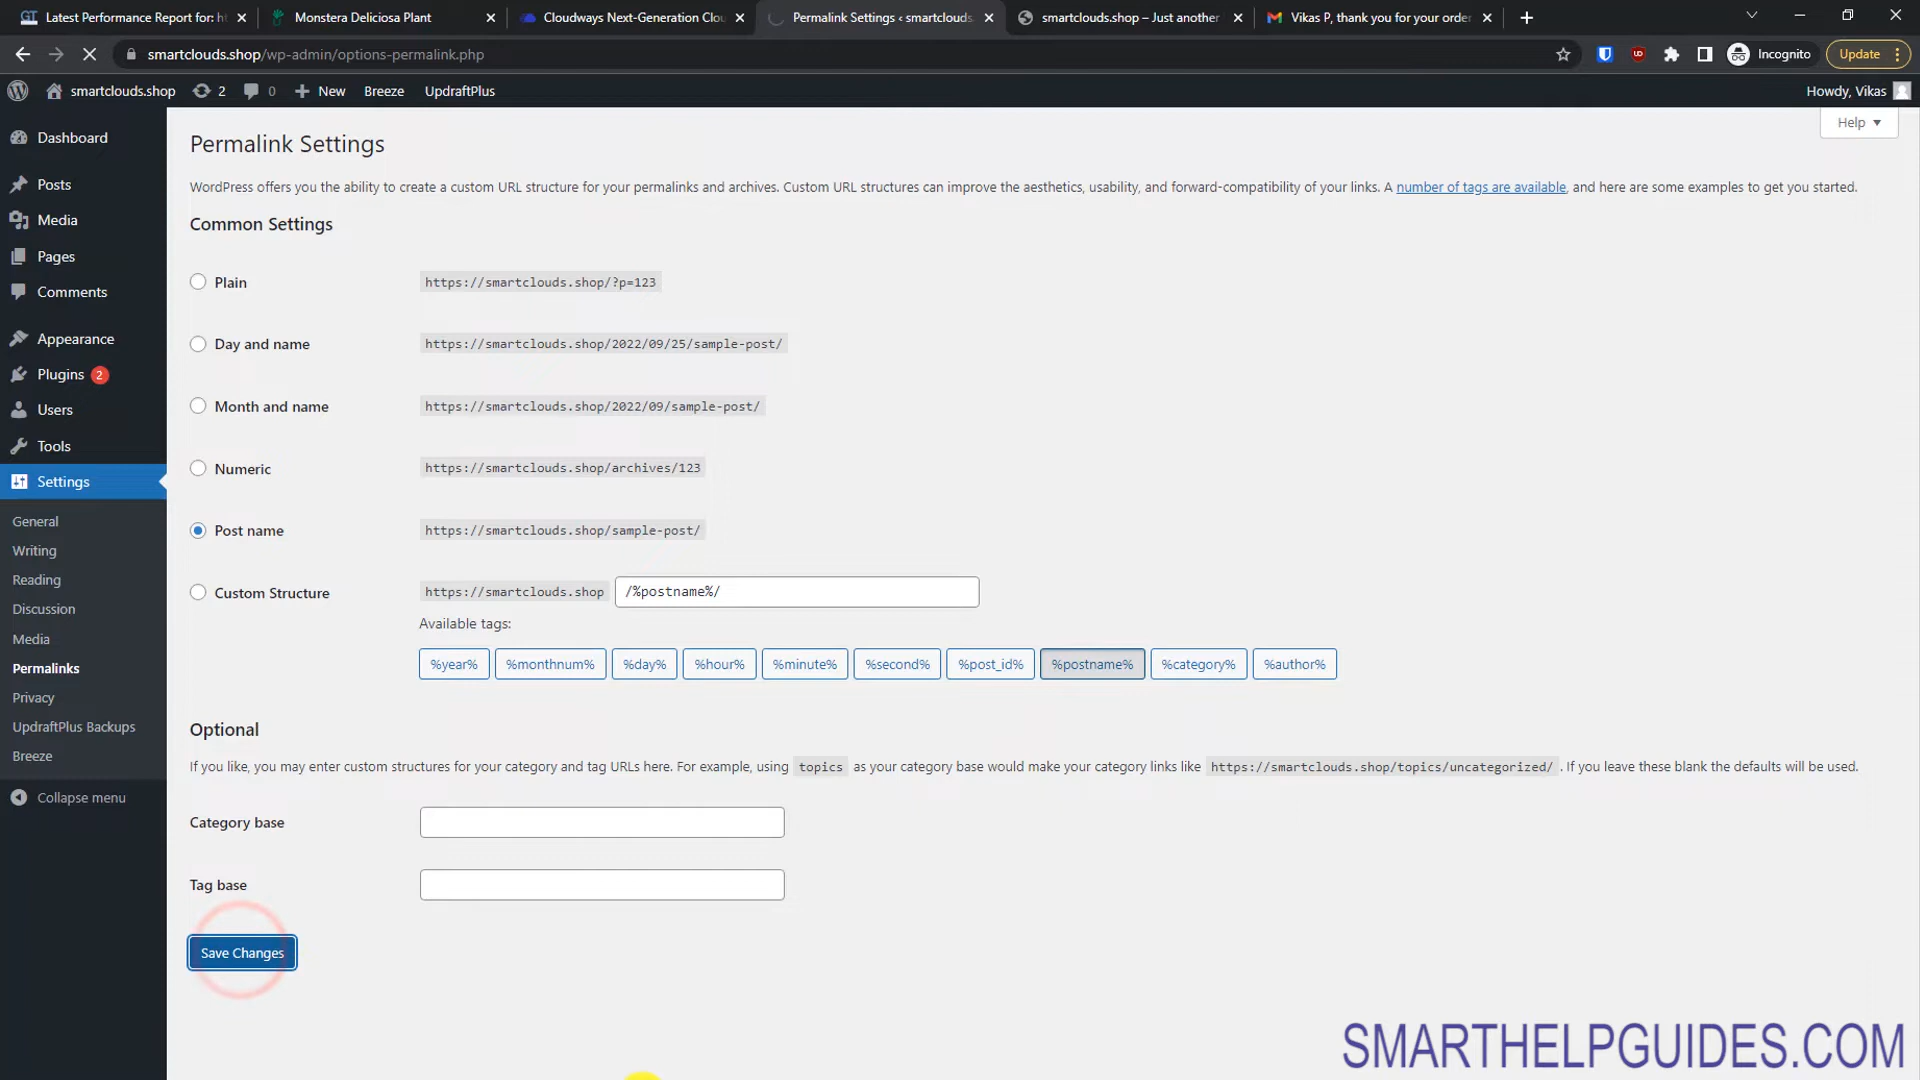 Latest Performance Report for: h
Monstera Deliciosa Plant
Cloudways Next-Generation Clou
Permalink Settings ‹ smartclouds.
smartclouds.shop – Just another
Vikas P, thank you for your order
smartclouds.shop/wp-admin/options-permalink.php
Incognito
Update
smartclouds.shop
2
0
New
Breeze
UpdraftPlus
Howdy, Vikas
Dashboard
Posts
Media
Pages
Comments
Appearance
Plugins 2
Users
Tools
Settings
General
Writing
Reading
Discussion
Media
Permalinks
Privacy
UpdraftPlus Backups
Breeze
Collapse menu
Help
Permalink Settings
WordPress offers you the ability to create a custom URL structure for your permalinks and archives. Custom URL structures can improve the aesthetics, usability, and forward-compatibility of your links. A number of tags are available, and here are some examples to get you started.
Common Settings
Plain https://smartclouds.shop/?p=123
Day and name https://smartclouds.shop/2022/09/25/sample-post/
Month and name https://smartclouds.shop/2022/09/sample-post/
Numeric https://smartclouds.shop/archives/123
Post name https://smartclouds.shop/sample-post/
Custom Structure https://smartclouds.shop /%postname%/
Available tags:
%year% %monthnum% %day% %hour% %minute% %second% %post_id% %postname% %category% %author%
Optional
If you like, you may enter custom structures for your category and tag URLs here. For example, using topics as your category base would make your category links like https://smartclouds.shop/topics/uncategorized/ . If you leave these blank the defaults will be used.
Category base
Tag base
Save Changes
SMARTHELPGUIDES.COM